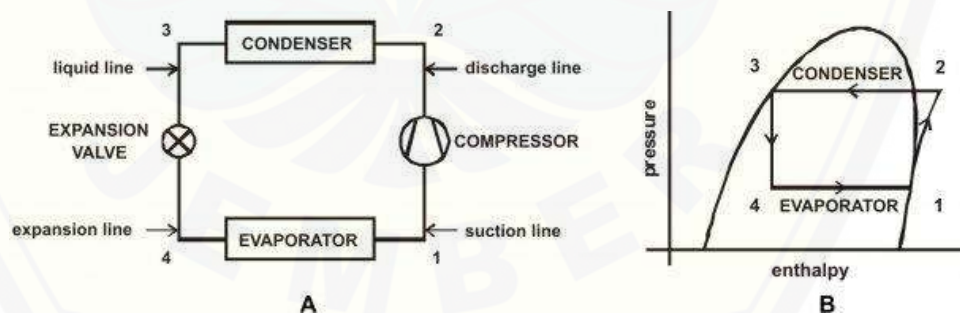 3
2
CONDENSER
liquid line
discharge line
EXPANSION
VALVE
COMPRESSOR
expansion line
suction line
EVAPORATOR
4
1
A
3
CONDENSER
2
pressure
4
EVAPORATOR
1
enthalpy
B
JEMBER